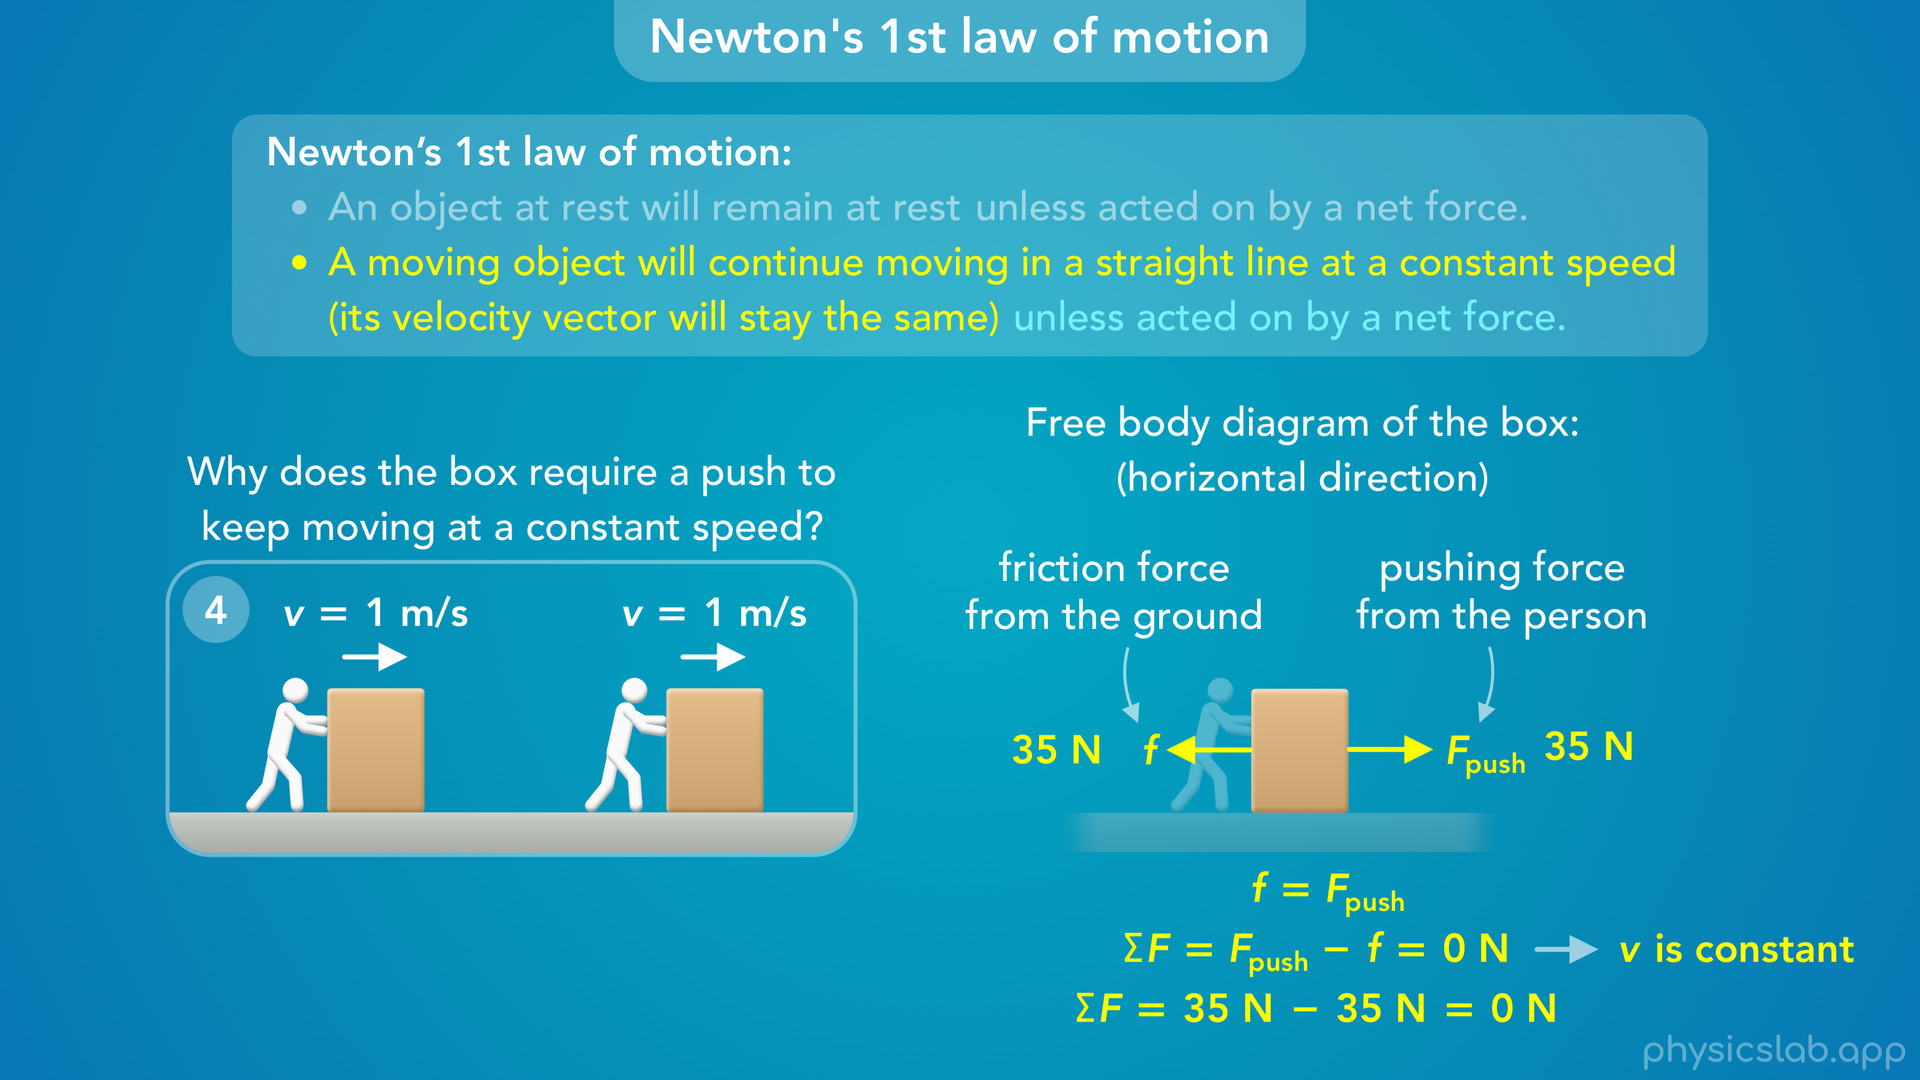 Newton's 1st law of motion
Newton’s 1st law of motion:
• An object at rest will remain at rest unless acted on by a net force.
• A moving object will continue moving in a straight line at a constant speed
(its velocity vector will stay the same) unless acted on by a net force.
Why does the box require a push to
keep moving at a constant speed?
4
v = 1 m/s
v = 1 m/s
Free body diagram of the box:
(horizontal direction)
friction force
from the ground
pushing force
from the person
35 N f
Fpush 35 N
f = Fpush
ΣF = Fpush − f = 0 N → v is constant
ΣF = 35 N − 35 N = 0 N
physicslab.app